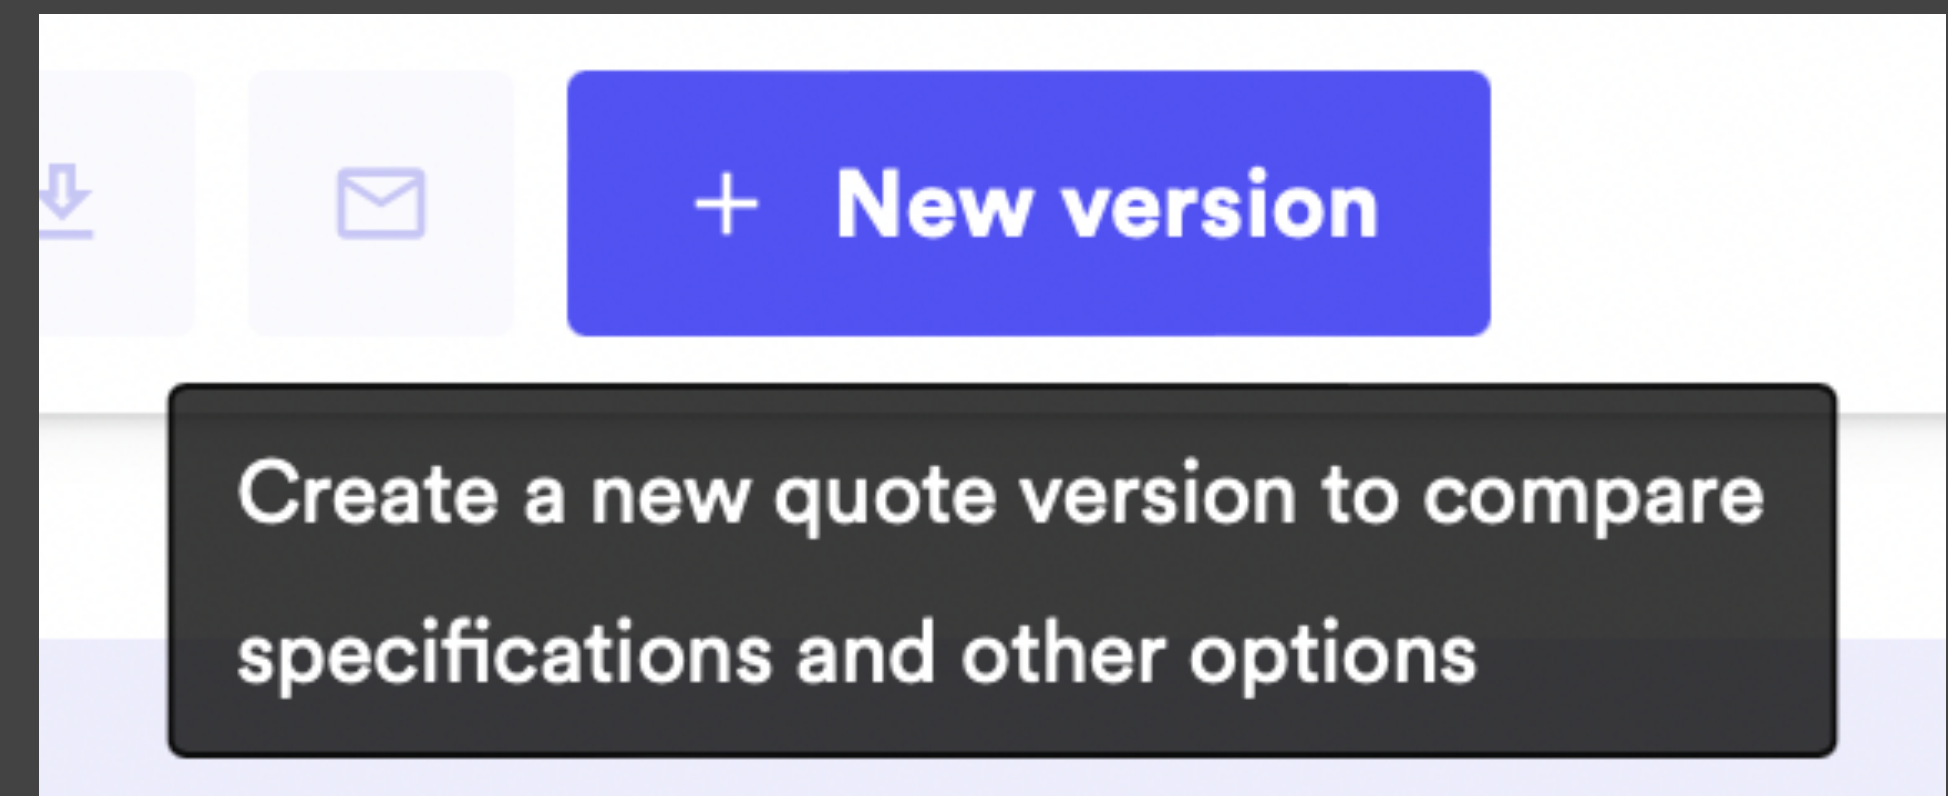 + New version
Create a new quote version to compare
specifications and other options